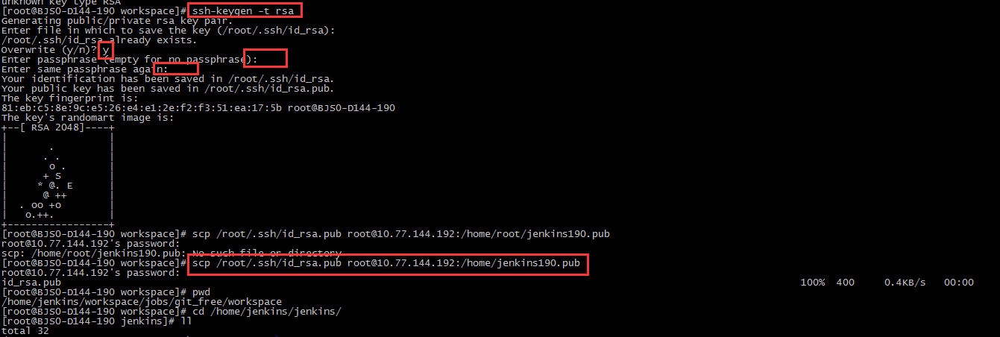 unknown key type RSA
[root@BJSO-D144-190 workspace]# ssh-keygen -t rsa
Generating public/private rsa key pair.
Enter file in which to save the key (/root/.ssh/id_rsa):
/root/.ssh/id_rsa already exists.
Overwrite (y/n)? y
Enter passphrase (empty for no passphrase):
Enter same passphrase again:
Your identification has been saved in /root/.ssh/id_rsa.
Your public key has been saved in /root/.ssh/id_rsa.pub.
The key fingerprint is:
81:eb:c5:8e:9c:e5:26:e4:e1:2e:f2:f3:51:ea:17:5b root@BJSO-D144-190
The key's randomart image is:
+--[ RSA 2048]----+
|                 |
|       .         |
|      . .        |
|       o .       |
|      + S        |
|     * @. E      |
|      @ ++       |
|  . oo +o        |
|   o.++.         |
+-----------------+
[root@BJSO-D144-190 workspace]# scp /root/.ssh/id_rsa.pub root@10.77.144.192:/home/root/jenkins190.pub
root@10.77.144.192's password:
scp: /home/root/jenkins190.pub: No such file or directory
[root@BJSO-D144-190 workspace]# scp /root/.ssh/id_rsa.pub root@10.77.144.192:/home/jenkins190.pub
root@10.77.144.192's password:
id_rsa.pub 100% 400 0.4KB/s 00:00
[root@BJSO-D144-190 workspace]# pwd
/home/jenkins/workspace/jobs/git_free/workspace
[root@BJSO-D144-190 workspace]# cd /home/jenkins/jenkins/
[root@BJSO-D144-190 jenkins]# ll
total 32